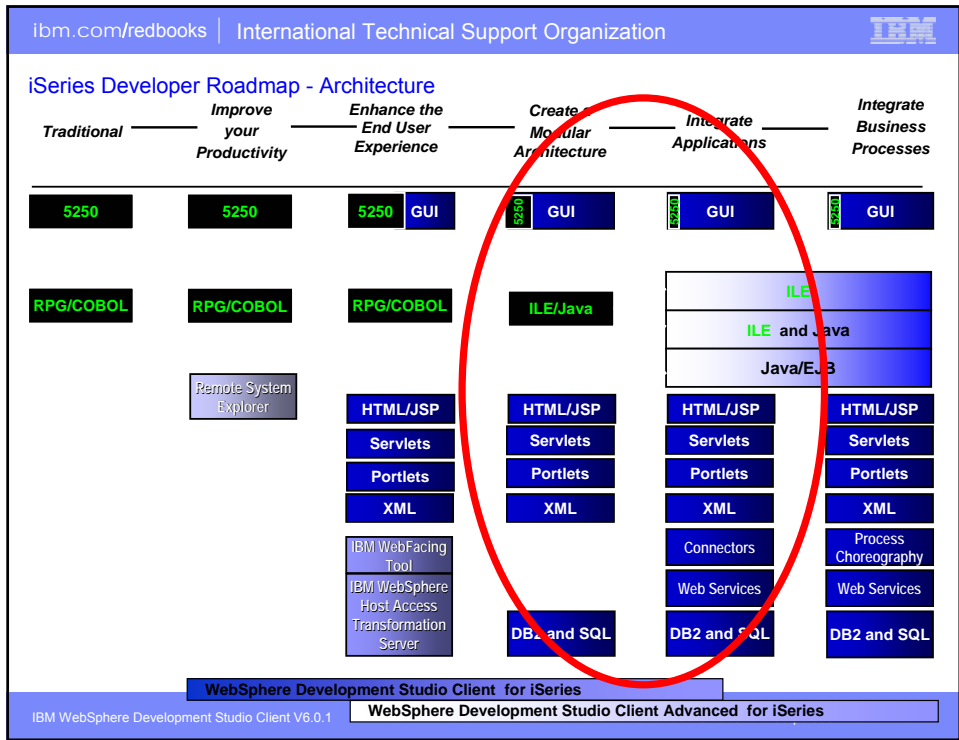 ibm.com/redbooks | International Technical Support Organization IBM
iSeries Developer Roadmap - Architecture
Traditional
Improve
your
Productivity
Enhance the
End User
Experience
Create a
Modular
Architecture
Integrate
Applications
Integrate
Business
Processes
5250
5250
5250 GUI
5250 GUI
5250 GUI
5250 GUI
RPG/COBOL
RPG/COBOL
RPG/COBOL
ILE/Java
ILE
ILE and Java
Java/EJB
Remote System
Explorer
HTML/JSP
Servlets
Portlets
XML
IBM WebFacing
Tool
IBM WebSphere
Host Access
Transformation
Server
HTML/JSP
Servlets
Portlets
XML
DB2 and SQL
HTML/JSP
Servlets
Portlets
XML
Connectors
Web Services
DB2 and SQL
HTML/JSP
Servlets
Portlets
XML
Process
Choreography
Web Services
DB2 and SQL
WebSphere Development Studio Client for iSeries
WebSphere Development Studio Client Advanced for iSeries
IBM WebSphere Development Studio Client V6.0.1